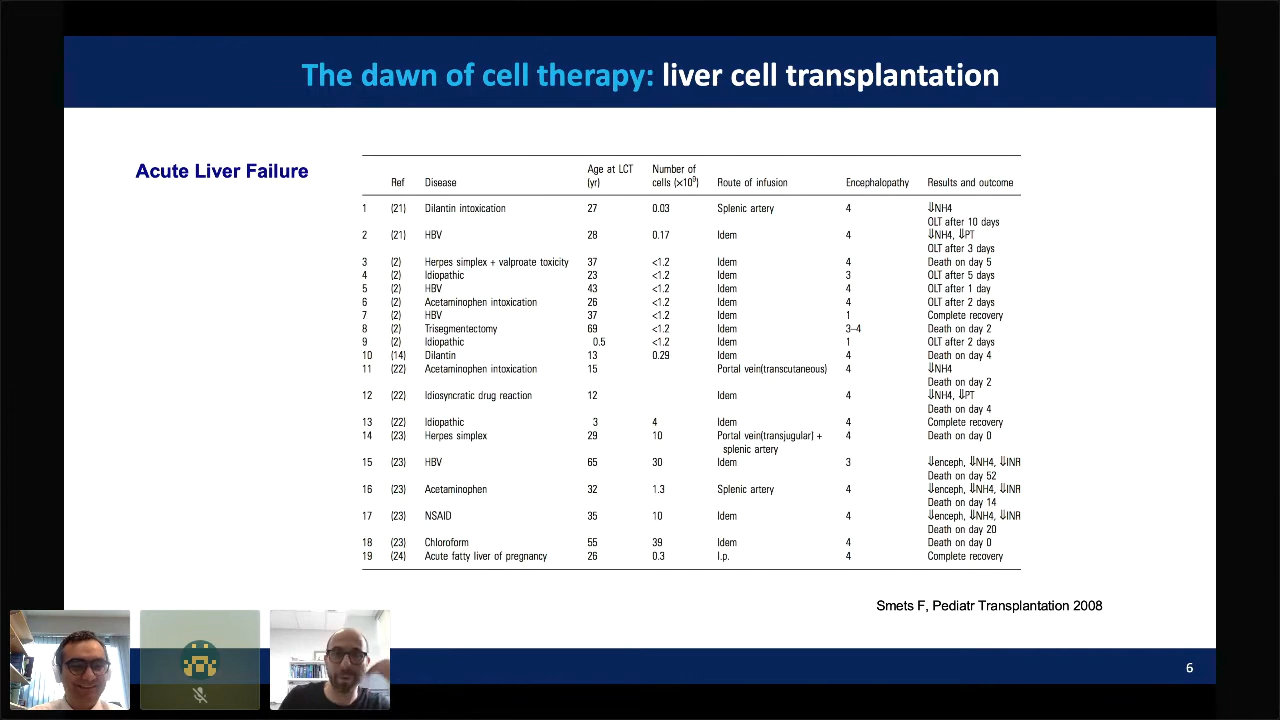 The dawn of cell therapy: liver cell transplantation
Acute Liver Failure
Ref Disease Age at LCT (yr) Number of cells (×10⁹) Route of infusion Encephalopathy Results and outcome
1 (21) Dilantin intoxication 27 0.03 Splenic artery 4 ⇓NH4
OLT after 10 days
2 (21) HBV 28 0.17 Idem 4 ⇓NH4, ⇓PT
OLT after 3 days
3 (2) Herpes simplex + valproate toxicity 37 <1.2 Idem 4 Death on day 5
4 (2) Idiopathic 23 <1.2 Idem 3 OLT after 5 days
5 (2) HBV 43 <1.2 Idem 4 OLT after 1 day
6 (2) Acetaminophen intoxication 26 <1.2 Idem 4 OLT after 2 days
7 (2) HBV 37 <1.2 Idem 1 Complete recovery
8 (2) Trisegmentectomy 69 <1.2 Idem 3–4 Death on day 2
9 (2) Idiopathic 0.5 <1.2 Idem 1 OLT after 2 days
10 (14) Dilantin 13 0.29 Idem 4 Death on day 4
11 (22) Acetaminophen intoxication 15 Portal vein(transcutaneous) 4 ⇓NH4
Death on day 2
12 (22) Idiosyncratic drug reaction 12 Idem 4 ⇓NH4, ⇓PT
Death on day 4
13 (22) Idiopathic 3 4 Idem 4 Complete recovery
14 (23) Herpes simplex 29 10 Portal vein(transjugular) + 4 Death on day 0
splenic artery
15 (23) HBV 65 30 Idem 3 ⇓enceph, ⇓NH4, ⇓INR
Death on day 52
16 (23) Acetaminophen 32 1.3 Splenic artery 4 ⇓enceph, ⇓NH4, ⇓INR
Death on day 14
17 (23) NSAID 35 10 Idem 4 ⇓enceph, ⇓NH4, ⇓INR
Death on day 20
18 (23) Chloroform 55 39 Idem 4 Death on day 0
19 (24) Acute fatty liver of pregnancy 26 0.3 I.p. 4 Complete recovery
Smets F, Pediatr Transplantation 2008
6